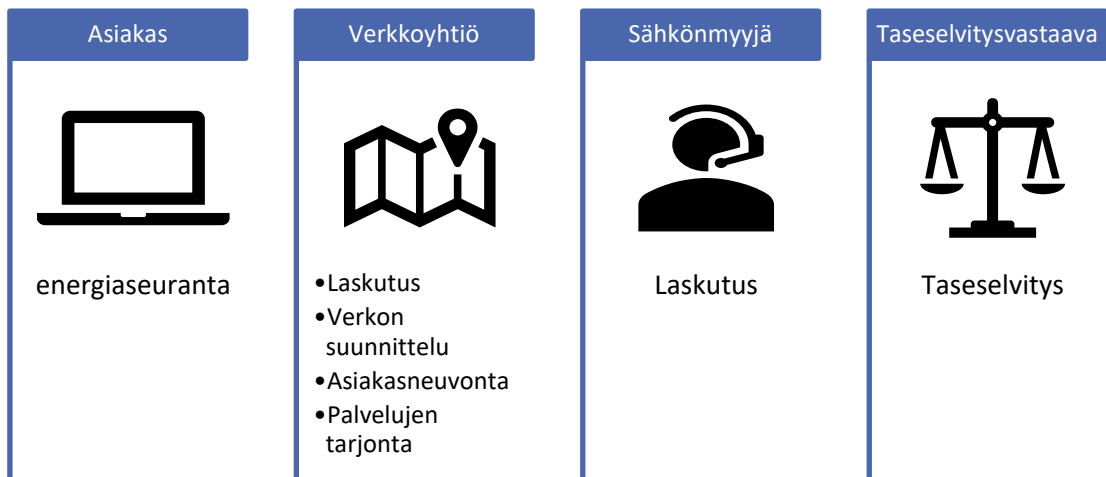 Asiakas
energiaseuranta
Verkkoyhtiö
•Laskutus
•Verkon
suunnittelu
•Asiakasneuvonta
•Palvelujen
tarjonta
Sähkönmyyjä
Laskutus
Taseselvitysvastaava
Taseselvitys